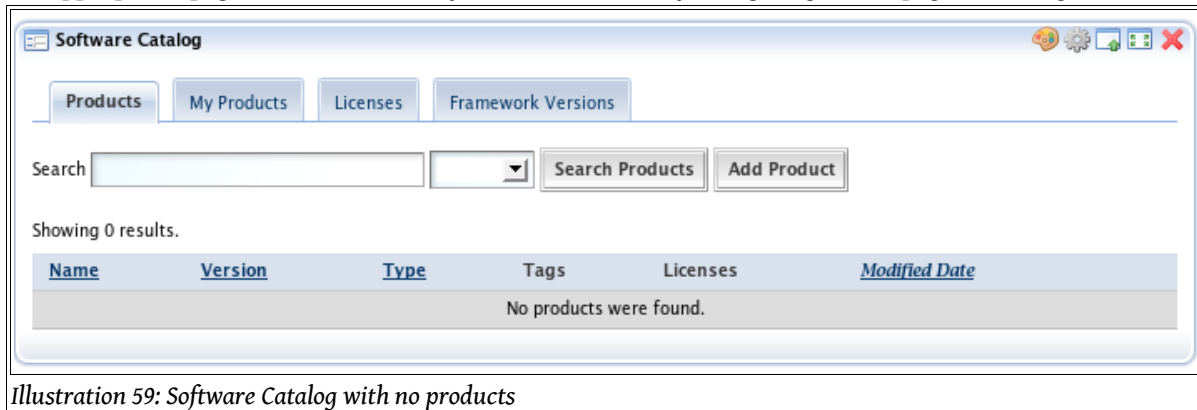 Software Catalog
Products My Products Licenses Framework Versions
Search Search Products Add Product
Showing 0 results.
Name Version Type Tags Licenses Modified Date
No products were found.
Illustration 59: Software Catalog with no products